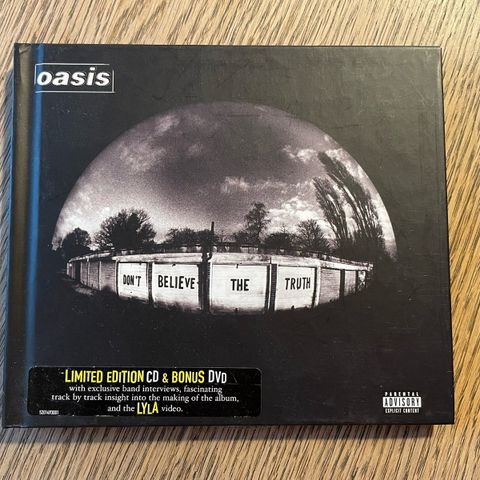 oasis
DON'T BELIEVE THE TRUTH
LIMITED EDITION CD & BONUS DVD
with exclusive band interviews, fascinating
track by track insight into the making of the album,
and the LYLA video.
PARENTAL
ADVISORY
EXPLICIT CONTENT